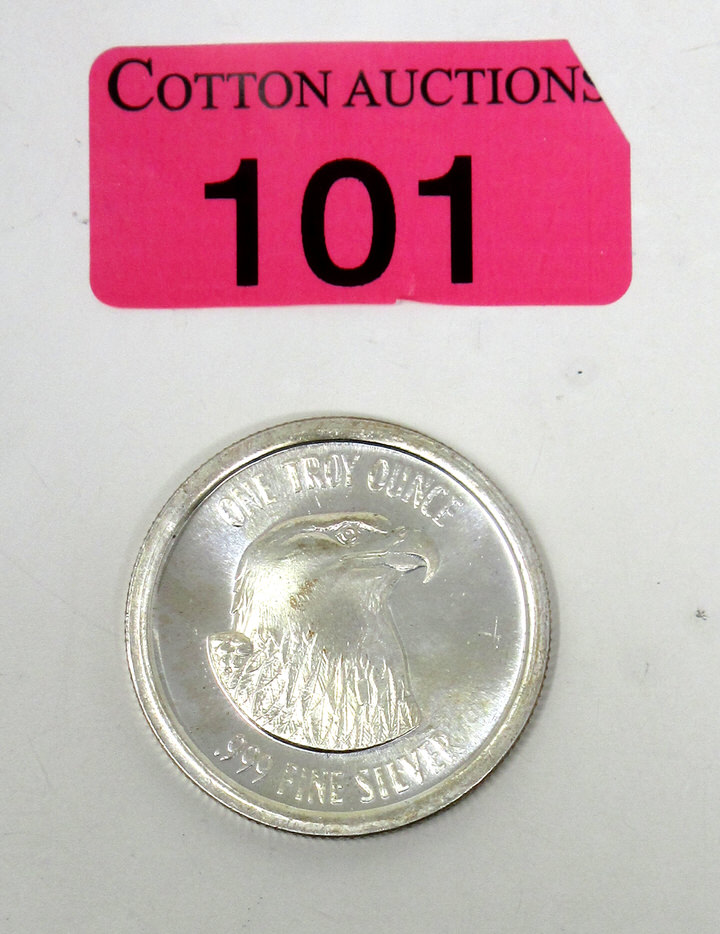 COTTON AUCTIONS
101
ONE TROY OUNCE
.999 FINE SILVER